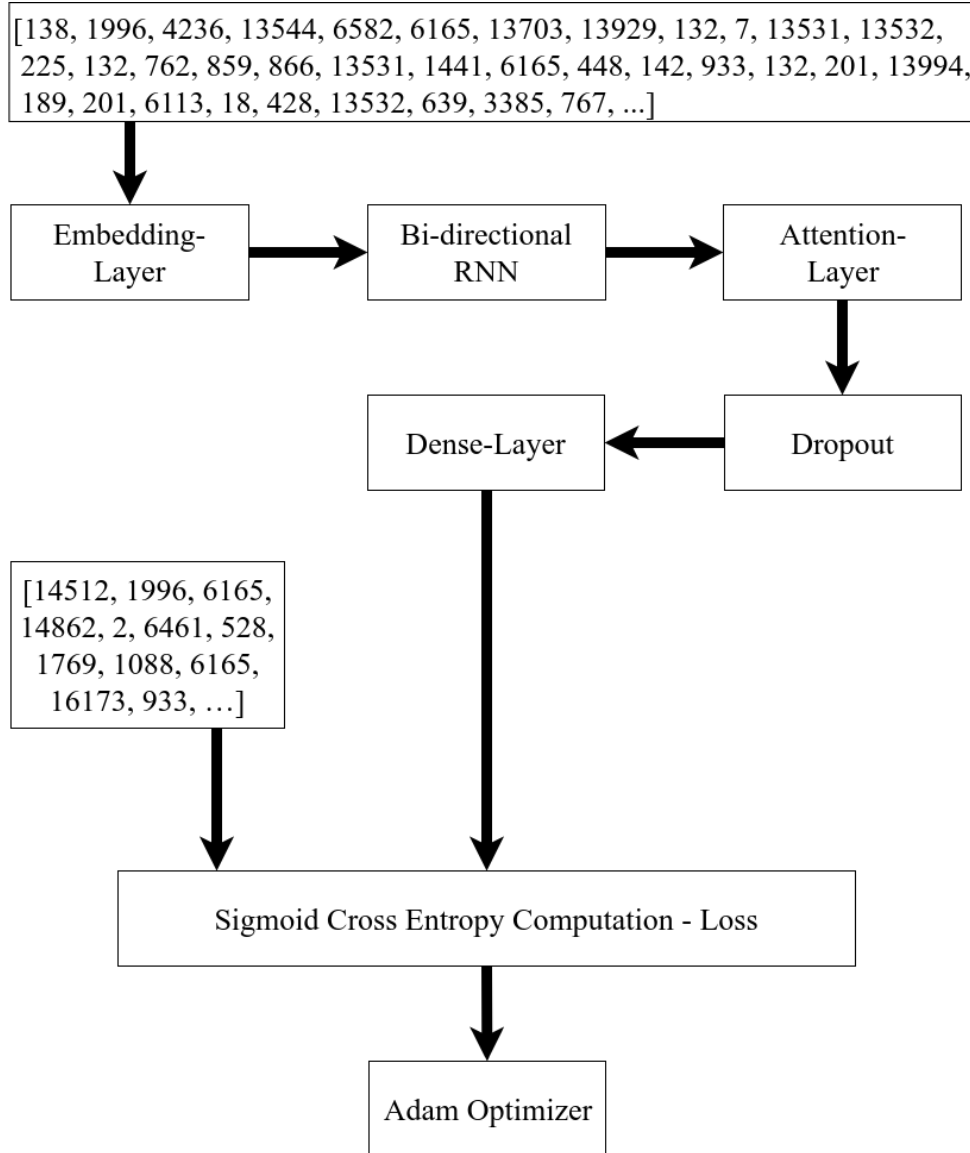 [138, 1996, 4236, 13544, 6582, 6165, 13703, 13929, 132, 7, 13531, 13532,
225, 132, 762, 859, 866, 13531, 1441, 6165, 448, 142, 933, 132, 201, 13994,
189, 201, 6113, 18, 428, 13532, 639, 3385, 767, ...]
Embedding-
Layer
Bi-directional
RNN
Attention-
Layer
Dense-Layer
Dropout
[14512, 1996, 6165,
14862, 2, 6461, 528,
1769, 1088, 6165,
16173, 933, …]
Sigmoid Cross Entropy Computation - Loss
Adam Optimizer